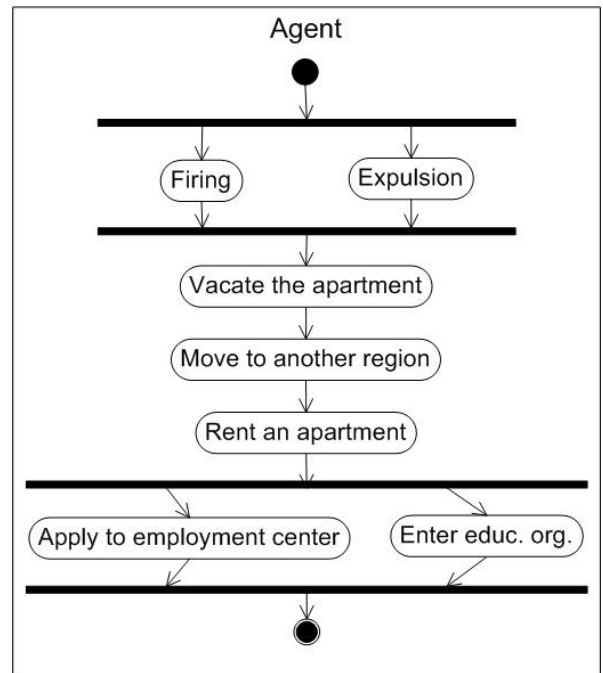 Agent
Firing
Expulsion
Vacate the apartment
Move to another region
Rent an apartment
Apply to employment center
Enter educ. org.